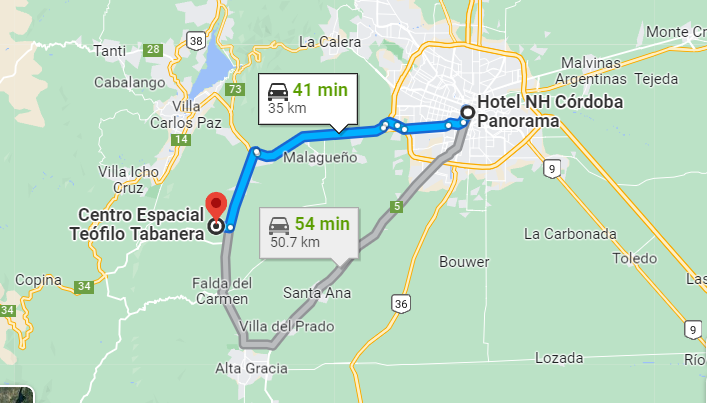 Monte Cr
La Calera
38
28
Tanti
Malvinas
Argentinas
Tejeda
Cabalango
73
41 min
35 km
Hotel NH Córdoba
Panorama
Villa
Carlos Paz
14
Malagueño
Villa Icho
Cruz
9
Centro Espacial
Teófilo Tabanera
5
54 min
50.7 km
La Carbonada
Toledo
Bouwer
Copina
34
34
Falda del
Carmen
Santa Ana
36
Las
Villa del Prado
9
Alta Gracia
Lozada
Río